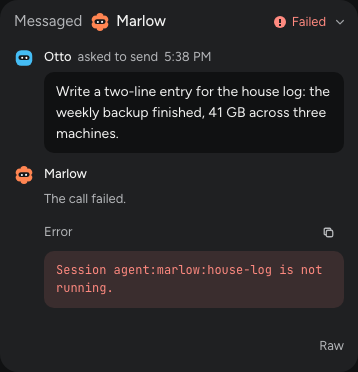 Messaged Marlow Failed
Otto asked to send 5:38 PM
Write a two-line entry for the house log: the
weekly backup finished, 41 GB across three
machines.
Marlow
The call failed.
Error
Session agent:marlow:house-log is not
running.
Raw